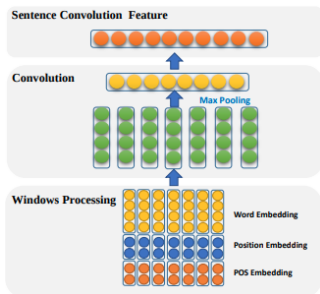 Sentence Convolution Feature
Convolution
Max Pooling
Windows Processing
Word Embedding
Position Embedding
POS Embedding